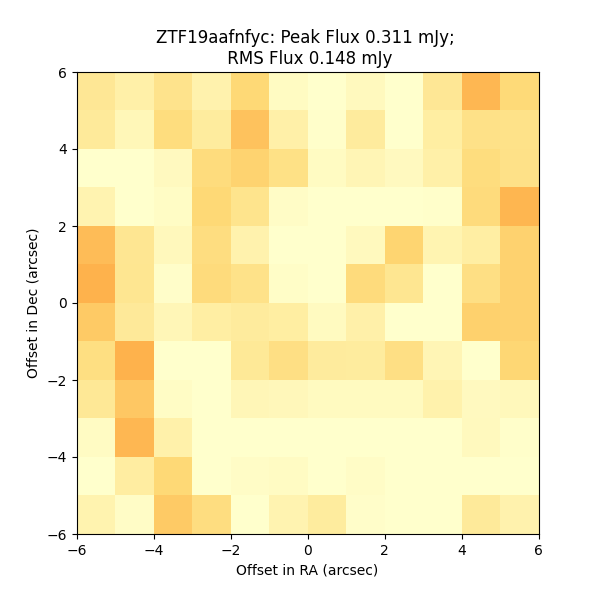 ZTF19aafnfyc: Peak Flux 0.311 mJy;
RMS Flux 0.148 mJy
6
4
2
0
−2
−4
−6
Offset in Dec (arcsec)
−6 −4 −2 0 2 4 6
Offset in RA (arcsec)